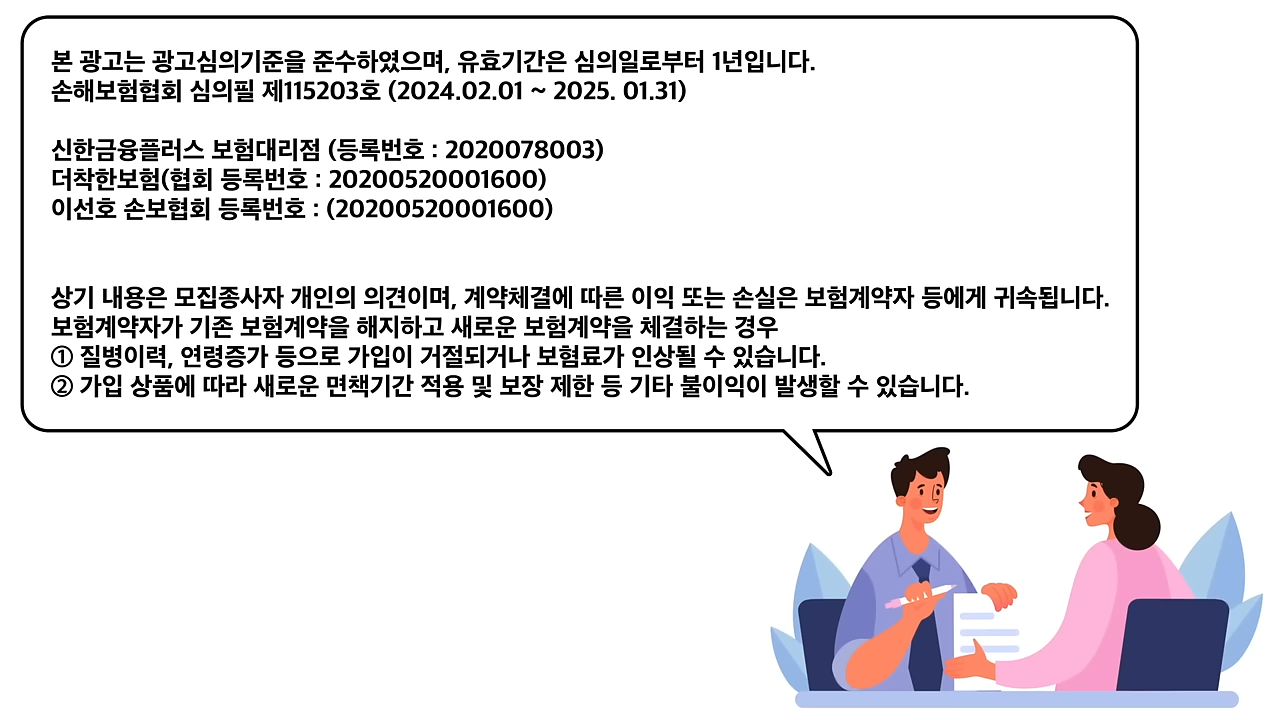 본 광고는 광고심의기준을 준수하였으며, 유효기간은 심의일로부터 1년입니다.
손해보험협회 심의필 제115203호 (2024.02.01 ~ 2025. 01.31)
신한금융플러스 보험대리점 (등록번호 : 2020078003)
더착한보험(협회 등록번호 : 20200520001600)
이선호 손보협회 등록번호 : (20200520001600)
상기 내용은 모집종사자 개인의 의견이며, 계약체결에 따른 이익 또는 손실은 보험계약자 등에게 귀속됩니다.
보험계약자가 기존 보험계약을 해지하고 새로운 보험계약을 체결하는 경우
① 질병이력, 연령증가 등으로 가입이 거절되거나 보험료가 인상될 수 있습니다.
② 가입 상품에 따라 새로운 면책기간 적용 및 보장 제한 등 기타 불이익이 발생할 수 있습니다.